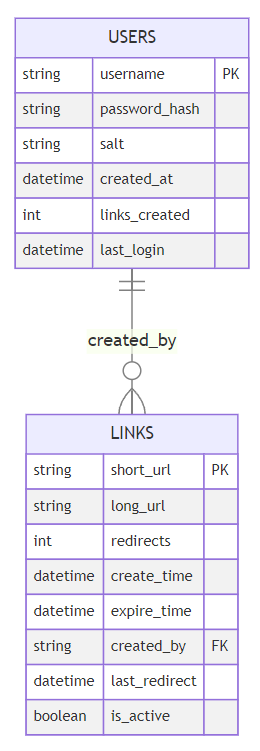 USERS
string username PK
string password_hash
string salt
datetime created_at
int links_created
datetime last_login
created_by
LINKS
string short_url PK
string long_url
int redirects
datetime create_time
datetime expire_time
string created_by FK
datetime last_redirect
boolean is_active